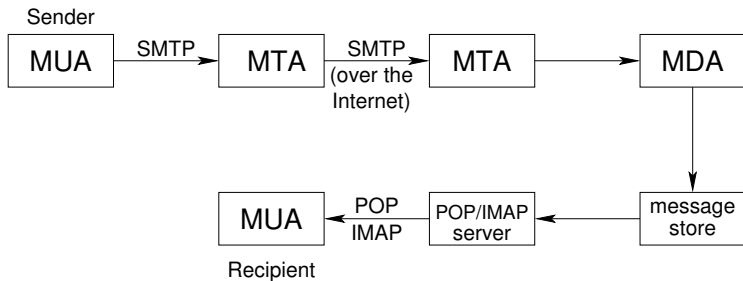 Sender
MUA
SMTP
MTA
SMTP
(over the
Internet)
MTA
MDA
message
store
POP/IMAP
server
POP
IMAP
MUA
Recipient